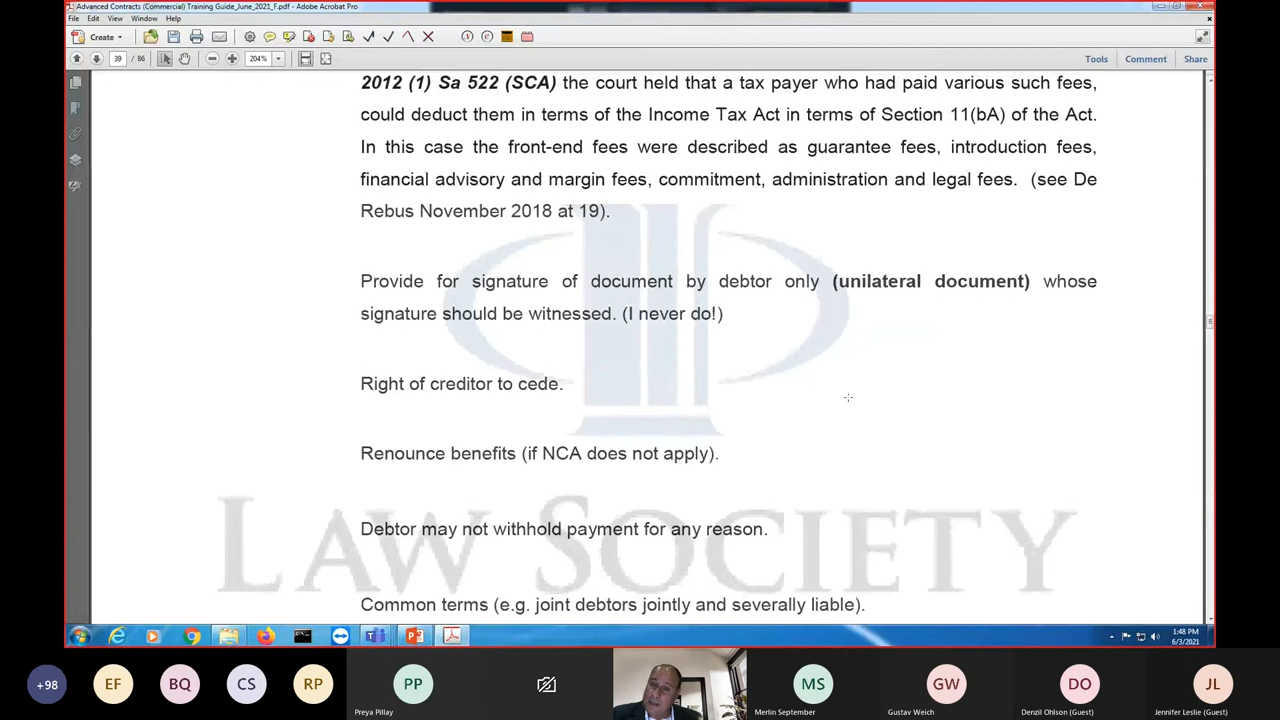 Advanced Contracts (Commercial) Training Guide_June_2021_F.pdf - Adobe Acrobat Pro
File Edit View Window Help
Create
39 / 86 204% Tools Comment Share
2012 (1) Sa 522 (SCA) the court held that a tax payer who had paid various such fees,
could deduct them in terms of the Income Tax Act in terms of Section 11(bA) of the Act.
In this case the front-end fees were described as guarantee fees, introduction fees,
financial advisory and margin fees, commitment, administration and legal fees. (see De
Rebus November 2018 at 19).
Provide for signature of document by debtor only (unilateral document) whose
signature should be witnessed. (I never do!)
Right of creditor to cede.
Renounce benefits (if NCA does not apply).
Debtor may not withhold payment for any reason.
LAW SOCIETY
Common terms (e.g. joint debtors jointly and severally liable).
1:48 PM
6/3/2021
+98 EF BQ CS RP PP MS GW DO JL
Preya Pillay Merlin September Gustav Weich Denzil Ohlson (Guest) Jennifer Leslie (Guest)